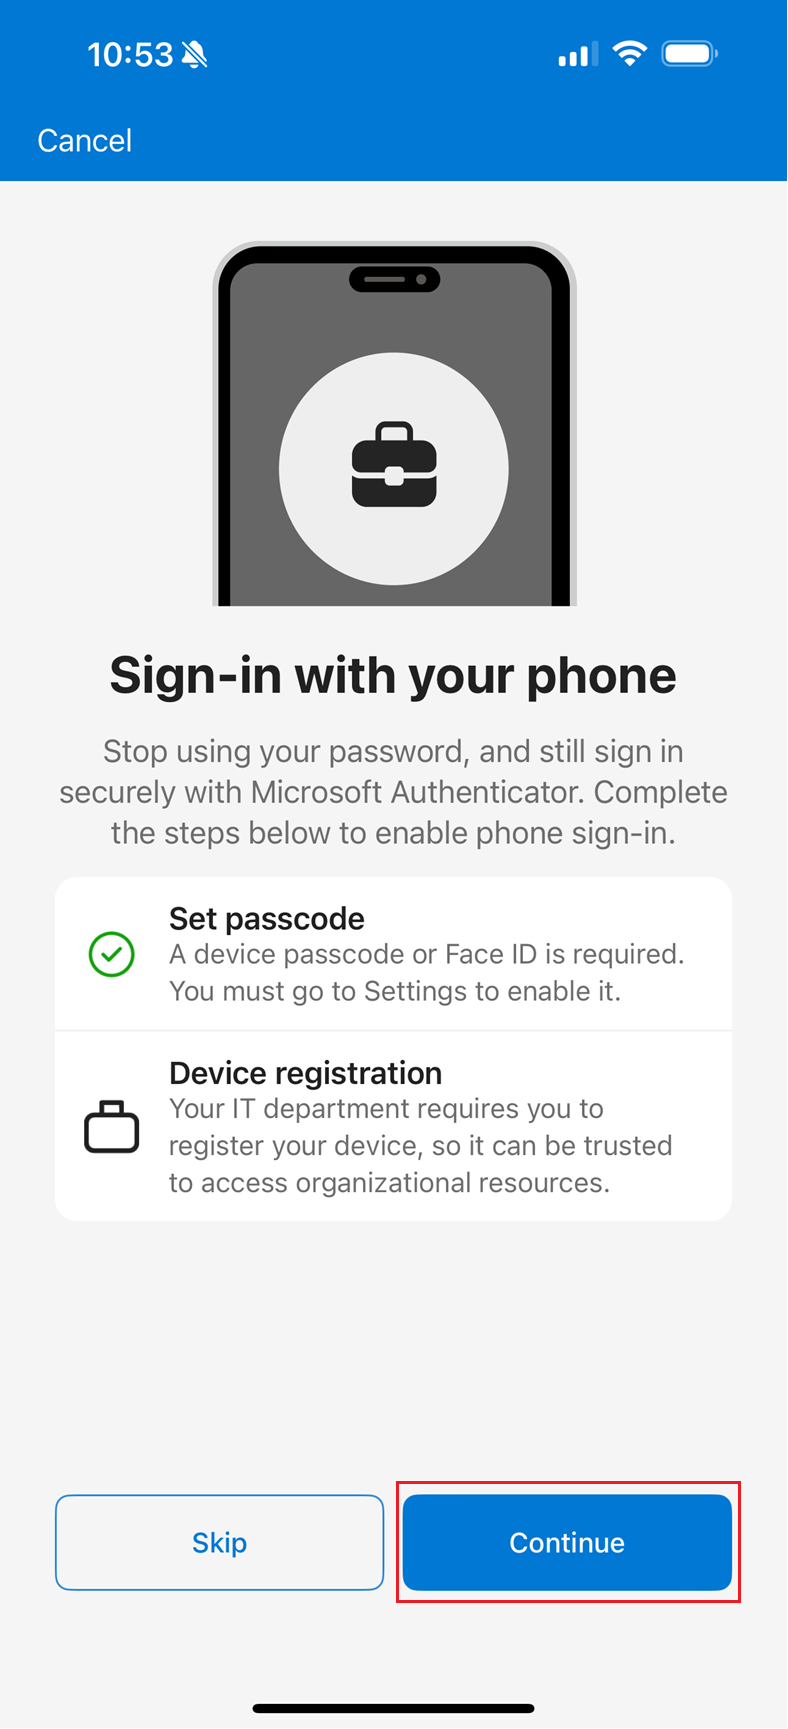 10:53
Cancel
Sign-in with your phone
Stop using your password, and still sign in
securely with Microsoft Authenticator. Complete
the steps below to enable phone sign-in.
Set passcode
A device passcode or Face ID is required.
You must go to Settings to enable it.
Device registration
Your IT department requires you to
register your device, so it can be trusted
to access organizational resources.
Skip
Continue